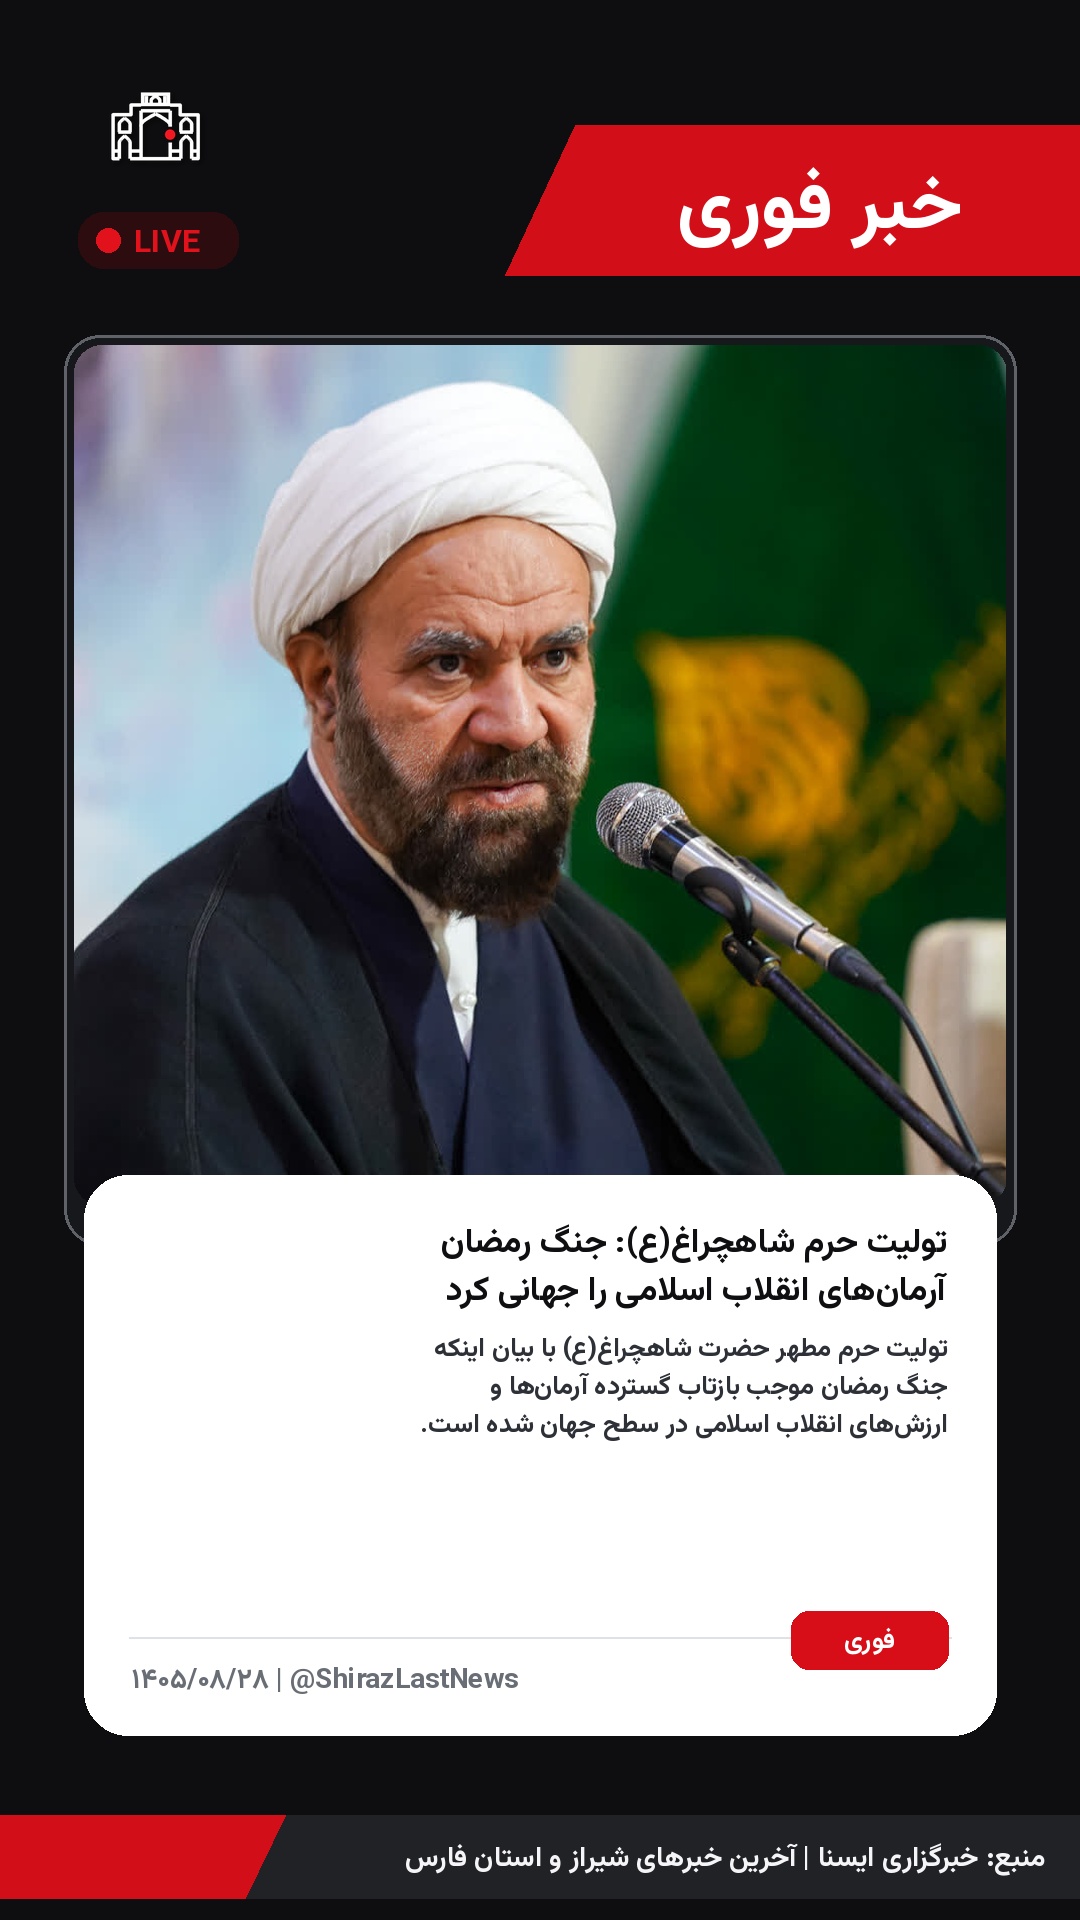 خبر فوری
LIVE
تولیت حرم شاهچراغ(ع): جنگ رمضان
آرمان‌های انقلاب اسلامی را جهانی کرد
تولیت حرم مطهر حضرت شاهچراغ(ع) با بیان اینکه
جنگ رمضان موجب بازتاب گسترده آرمان‌ها و
ارزش‌های انقلاب اسلامی در سطح جهان شده است.
فوری
۱۴۰۵/۰۸/۲۸ | @ShirazLastNews
منبع: خبرگزاری ایسنا | آخرین خبرهای شیراز و استان فارس